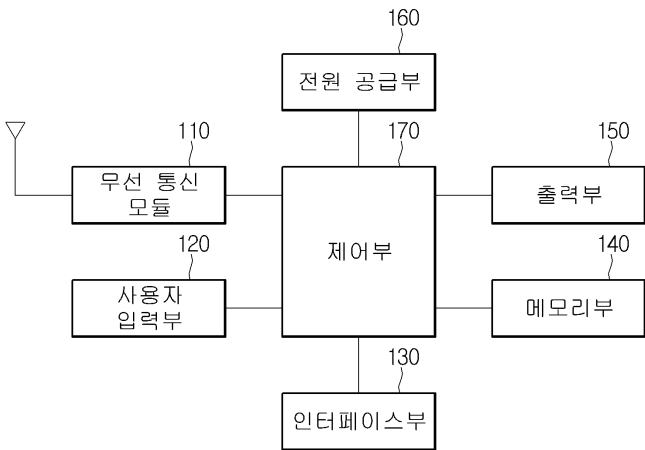 160
전원 공급부
110
170
150
무선 통신
모듈
출력부
제어부
120
140
사용자
입력부
메모리부
130
인터페이스부